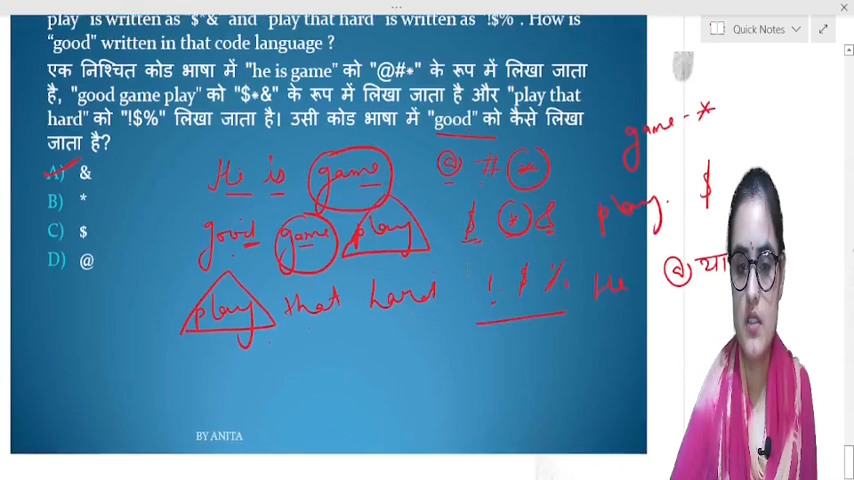 play" is written as "$*& and "play that hard" is written as "!$%". How is
"good" written in that code language ?
एक निश्चित कोड भाषा में "he is game" को "@#*" के रूप में लिखा जाता
है, "good game play" को "$*&" के रूप में लिखा जाता है और "play that
hard" को "!$%" लिखा जाता है। उसी कोड भाषा में "good" को कैसे लिखा
जाता है?
A) &
B) *
C) $
D) @
He is game @ # *
good game play $ * &
play that hard ! $ %
game - *
play. $
He @ या
BY ANITA
Quick Notes